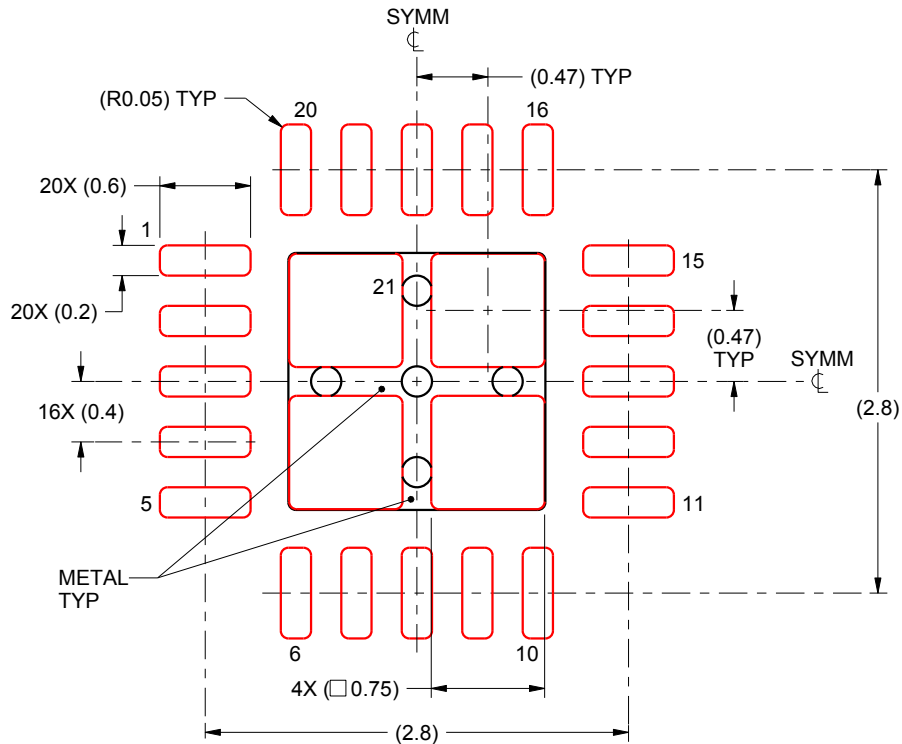 SYMM
℄
(0.47) TYP
(R0.05) TYP
20
16
20X (0.6)
1
15
21
20X (0.2)
(0.47)
TYP
SYMM
℄
16X (0.4)
(2.8)
5
11
METAL
TYP
6
10
4X (□ 0.75)
(2.8)